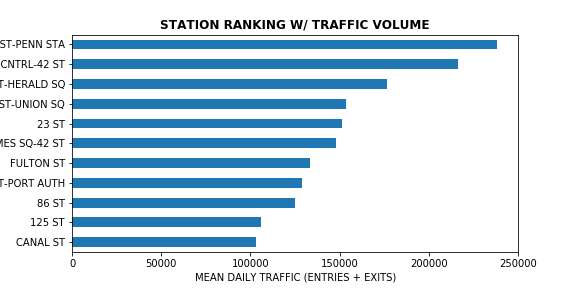 STATION RANKING W/ TRAFFIC VOLUME
ST-PENN STA
CNTRL-42 ST
T-HERALD SQ
ST-UNION SQ
23 ST
MES SQ-42 ST
FULTON ST
T-PORT AUTH
86 ST
125 ST
CANAL ST
0 50000 100000 150000 200000 250000
MEAN DAILY TRAFFIC (ENTRIES + EXITS)